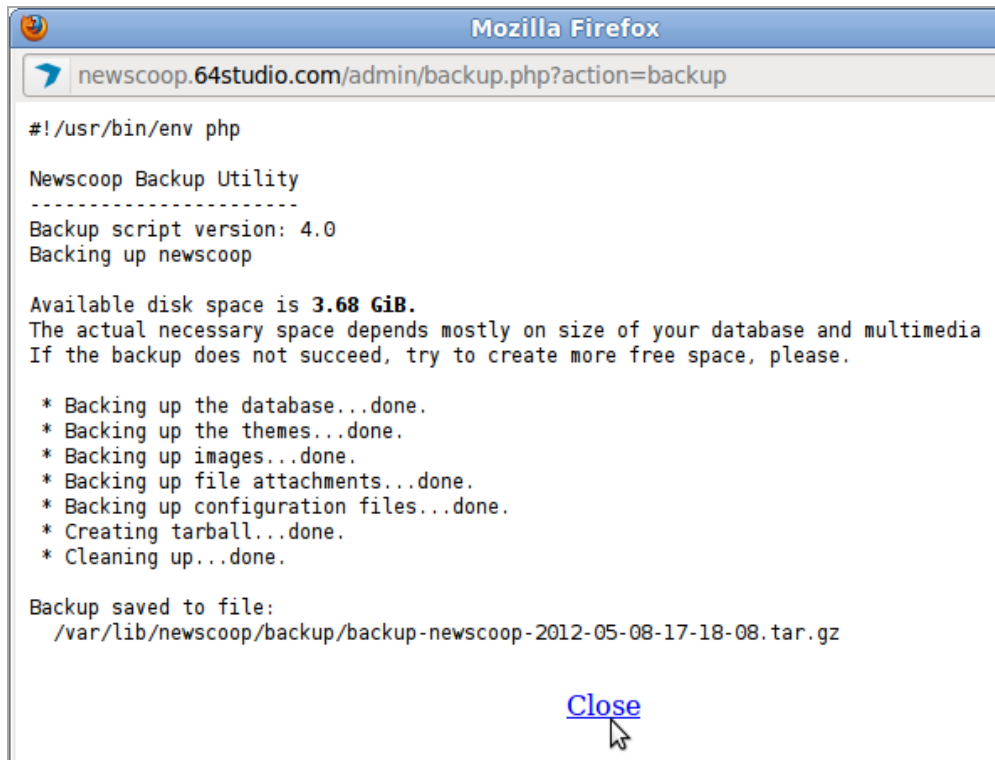 Mozilla Firefox
newscoop.64studio.com/admin/backup.php?action=backup
#!/usr/bin/env php
Newscoop Backup Utility
-----------------------
Backup script version: 4.0
Backing up newscoop
Available disk space is 3.68 GiB.
The actual necessary space depends mostly on size of your database and multimedia
If the backup does not succeed, try to create more free space, please.
* Backing up the database...done.
* Backing up the themes...done.
* Backing up images...done.
* Backing up file attachments...done.
* Backing up configuration files...done.
* Creating tarball...done.
* Cleaning up...done.
Backup saved to file:
/var/lib/newscoop/backup/backup-newscoop-2012-05-08-17-18-08.tar.gz
Close